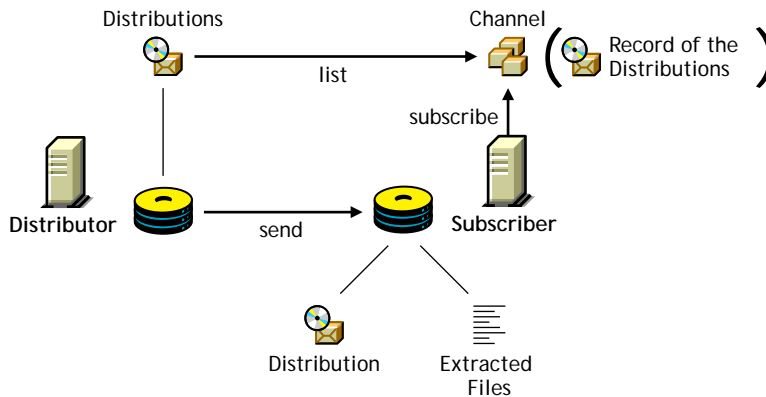 Distributions
Channel
Record of the
Distributions
list
subscribe
Distributor
send
Subscriber
Distribution
Extracted
Files